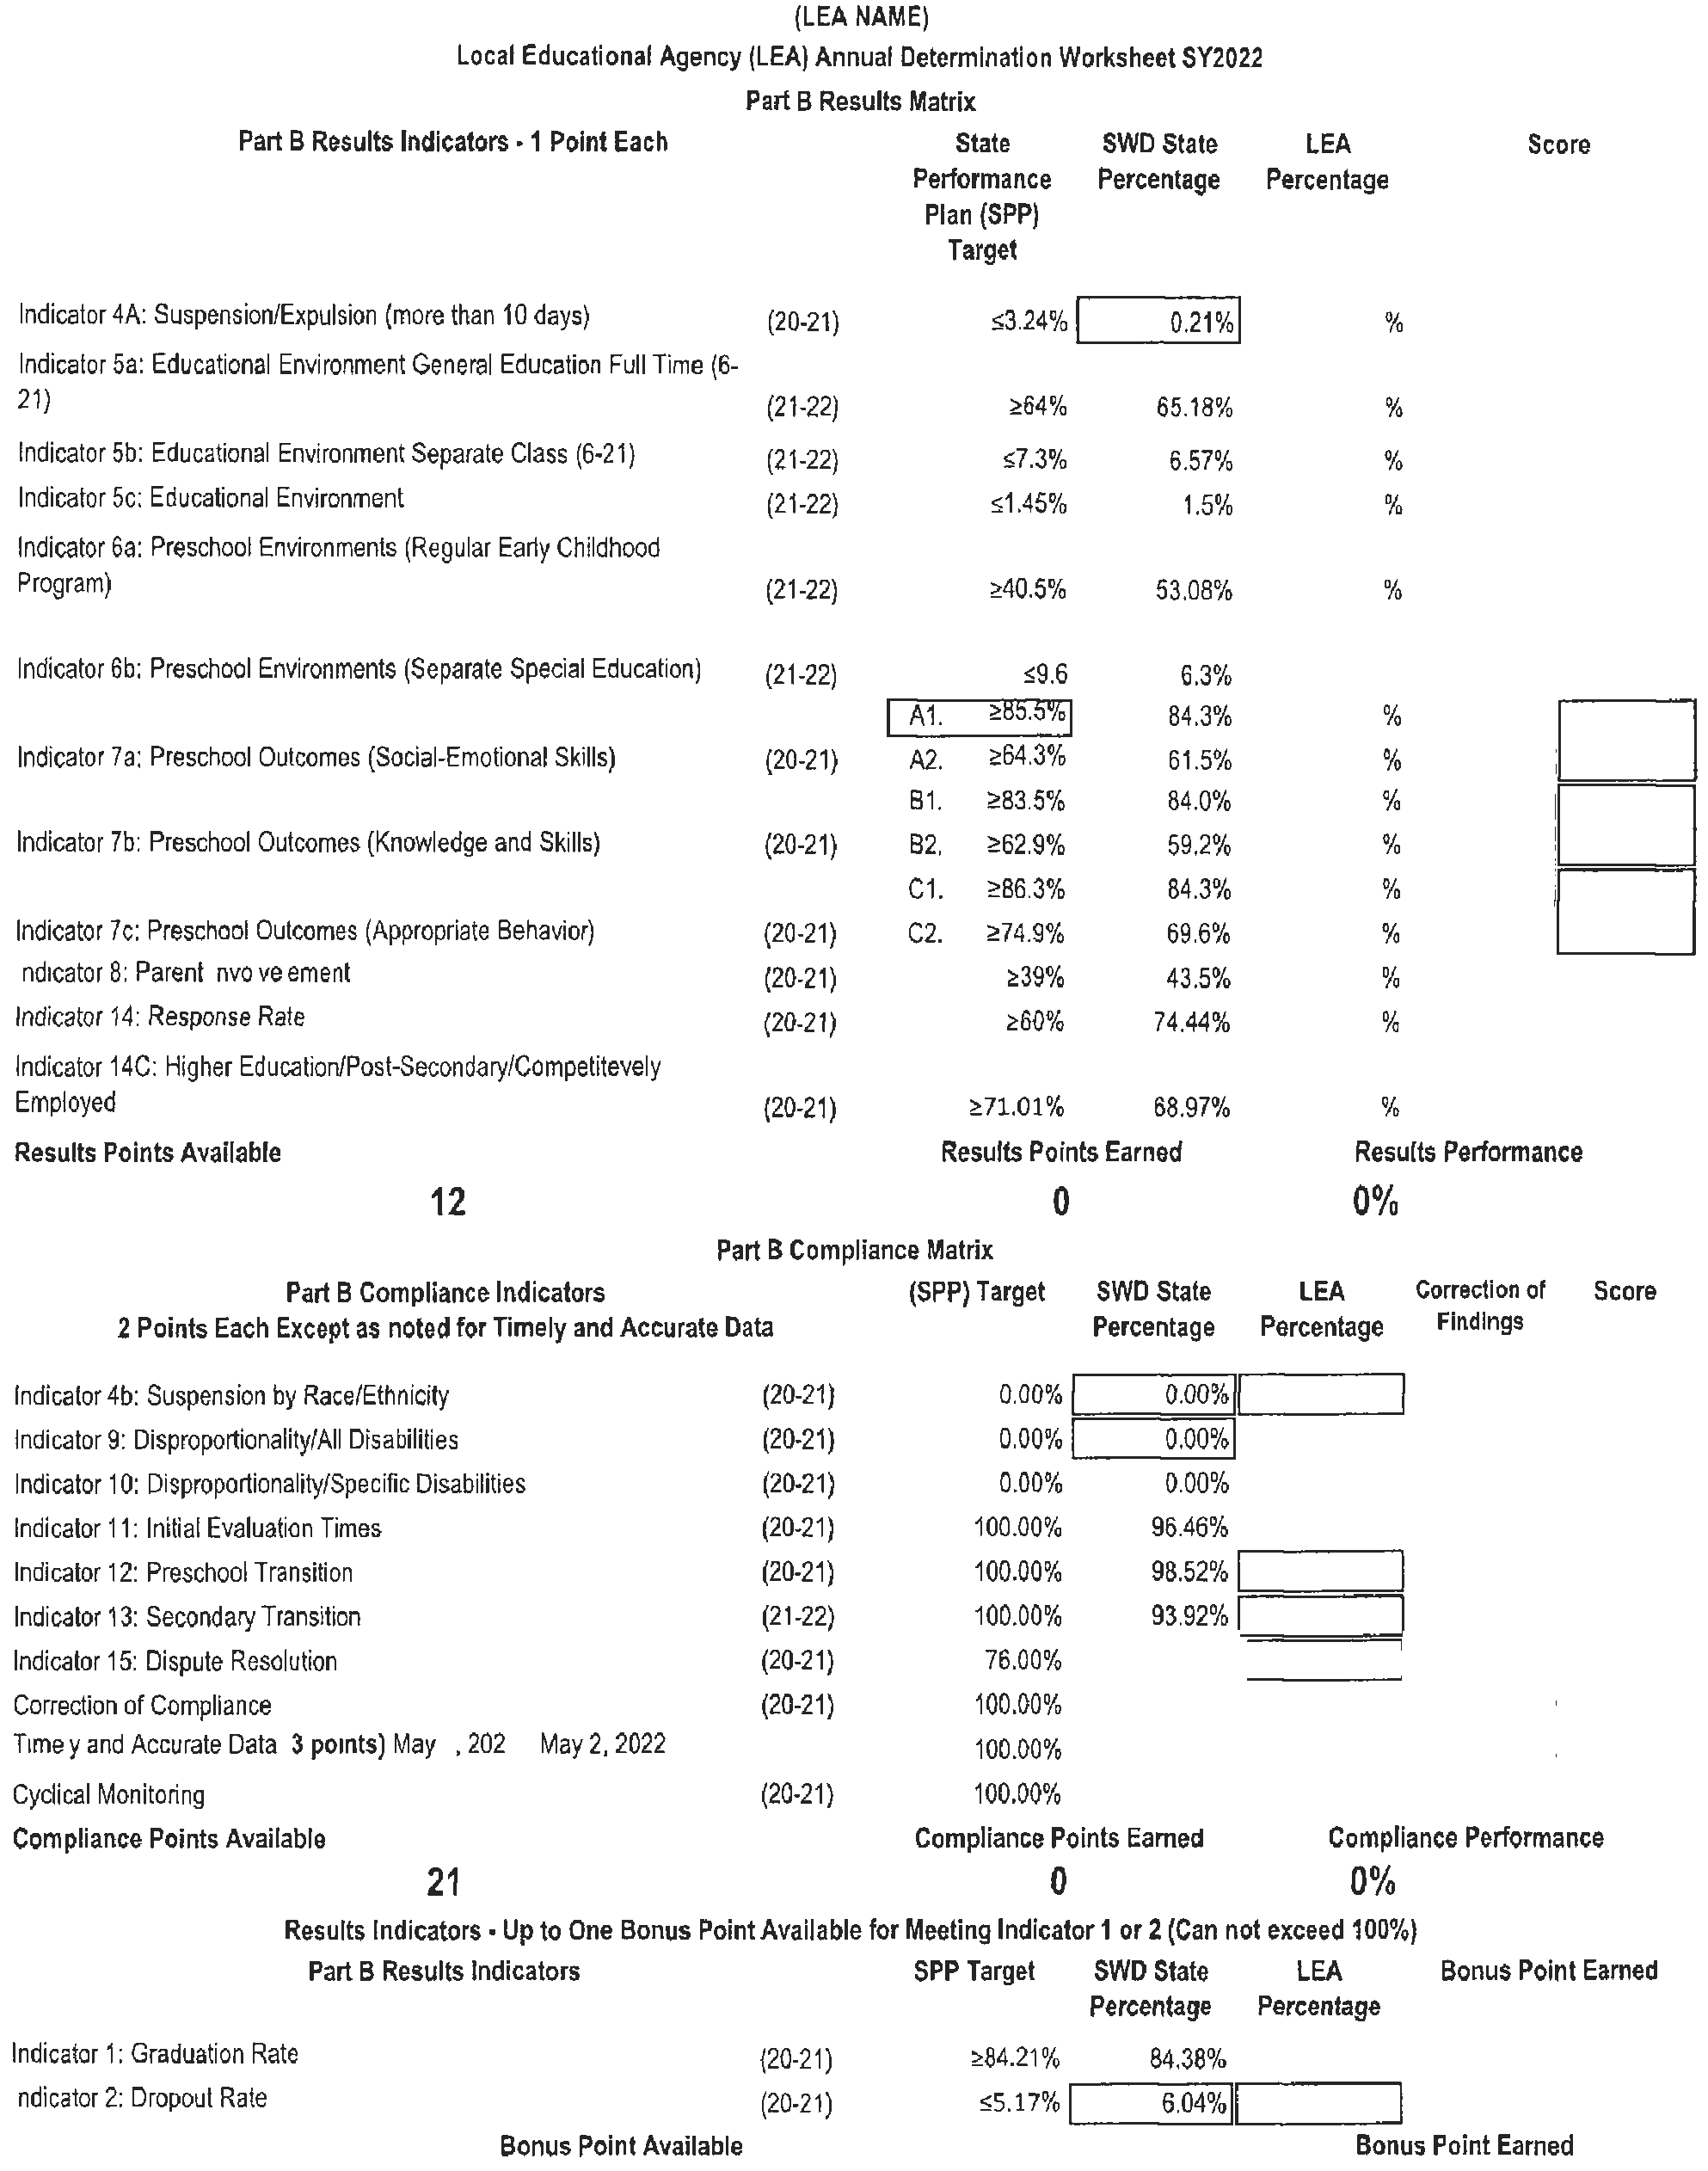 (LEA NAME)
Local Educational Agency (LEA) Annual Determination Worksheet SY2022
Part B Results Matrix
Part B Results Indicators - 1 Point Each State SWD State LEA Score
Performance Percentage Percentage
Plan (SPP)
Target
Indicator 4A: Suspension/Expulsion (more than 10 days) (20-21) ≤3.24% 0.21% %
Indicator 5a: Educational Environment General Education Full Time (6-
21) (21-22) ≥64% 65.18% %
Indicator 5b: Educational Environment Separate Class (6-21) (21-22) ≤7.3% 6.57% %
Indicator 5c: Educational Environment (21-22) ≤1.45% 1.5% %
Indicator 6a: Preschool Environments (Regular Early Childhood
Program) (21-22) ≥40.5% 53.08% %
Indicator 6b: Preschool Environments (Separate Special Education) (21-22) ≤9.6 6.3%
A1. ≥85.5% 84.3% %
Indicator 7a: Preschool Outcomes (Social-Emotional Skills) (20-21) A2. ≥64.3% 61.5% %
B1. ≥83.5% 84.0% %
Indicator 7b: Preschool Outcomes (Knowledge and Skills) (20-21) B2. ≥62.9% 59.2% %
C1. ≥86.3% 84.3% %
Indicator 7c: Preschool Outcomes (Appropriate Behavior) (20-21) C2. ≥74.9% 69.6% %
ndicator 8: Parent nvo ve ement (20-21) ≥39% 43.5% %
Indicator 14: Response Rate (20-21) ≥60% 74.44% %
Indicator 14C: Higher Education/Post-Secondary/Competitevely
Employed (20-21) ≥71.01% 68.97% %
Results Points Available Results Points Earned Results Performance
12 0 0%
Part B Compliance Matrix
Part B Compliance Indicators (SPP) Target SWD State LEA Correction of Score
2 Points Each Except as noted for Timely and Accurate Data Percentage Percentage Findings
Indicator 4b: Suspension by Race/Ethnicity (20-21) 0.00% 0.00%
Indicator 9: Disproportionality/All Disabilities (20-21) 0.00% 0.00%
Indicator 10: Disproportionality/Specific Disabilities (20-21) 0.00% 0.00%
Indicator 11: Initial Evaluation Times (20-21) 100.00% 96.46%
Indicator 12: Preschool Transition (20-21) 100.00% 98.52%
Indicator 13: Secondary Transition (21-22) 100.00% 93.92%
Indicator 15: Dispute Resolution (20-21) 76.00%
Correction of Compliance (20-21) 100.00%
Time y and Accurate Data 3 points) May , 202 May 2, 2022 100.00%
Cyclical Monitoring (20-21) 100.00%
Compliance Points Available Compliance Points Earned Compliance Performance
21 0 0%
Results Indicators - Up to One Bonus Point Available for Meeting Indicator 1 or 2 (Can not exceed 100%)
Part B Results Indicators SPP Target SWD State LEA Bonus Point Earned
Percentage Percentage
Indicator 1: Graduation Rate (20-21) ≥84.21% 84.38%
ndicator 2: Dropout Rate (20-21) ≤5.17% 6.04%
Bonus Point Available Bonus Point Earned